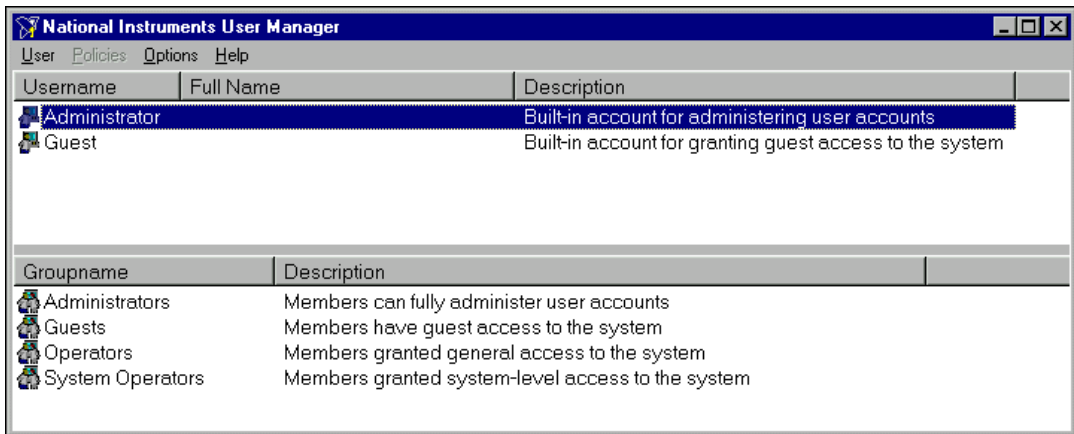 National Instruments User Manager
User Policies Options Help
Username Full Name Description
Administrator Built-in account for administering user accounts
Guest Built-in account for granting guest access to the system
Groupname Description
Administrators Members can fully administer user accounts
Guests Members have guest access to the system
Operators Members granted general access to the system
System Operators Members granted system-level access to the system